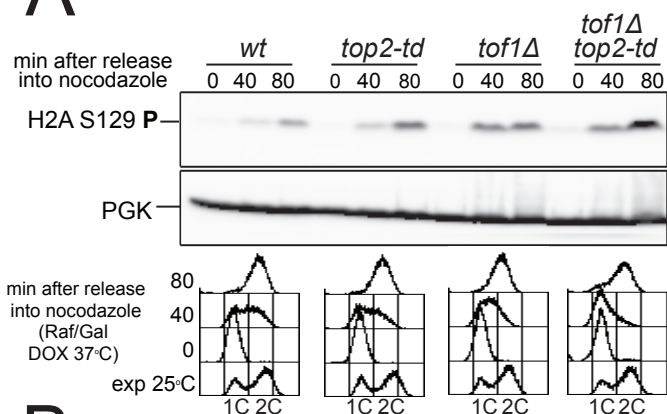 A
tof1Δ
wt top2-td tof1Δ top2-td
min after release
into nocodazole
0 40 80 0 40 80 0 40 80 0 40 80
H2A S129 P
PGK
min after release
into nocodazole
(Raf/Gal
DOX 37°C)
80
40
0
exp 25°C
1C 2C 1C 2C 1C 2C 1C 2C